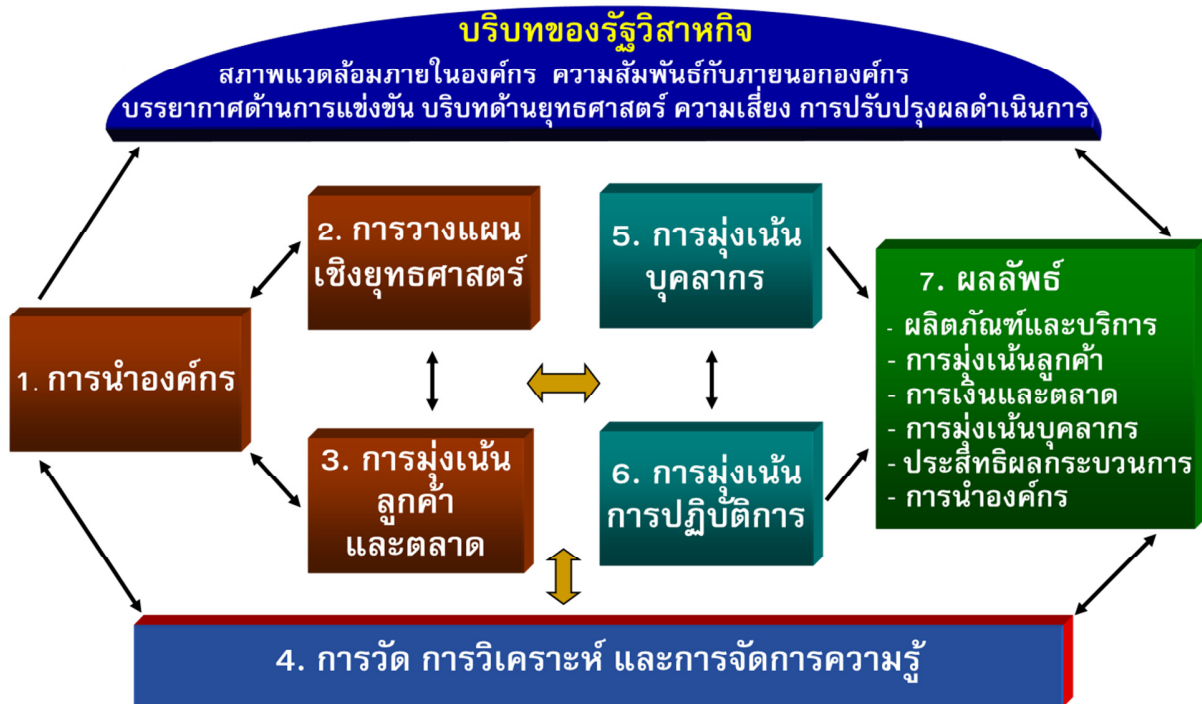 บริบทของรัฐวิสาหกิจ
สภาพแวดล้อมภายในองค์กร ความสัมพันธ์กับภายนอกองค์กร
บรรยากาศด้านการแข่งขัน บริบทด้านยุทธศาสตร์ ความเสี่ยง การปรับปรุงผลดำเนินการ
1. การนำองค์กร
2. การวางแผน
เชิงยุทธศาสตร์
3. การมุ่งเน้น
ลูกค้า
และตลาด
5. การมุ่งเน้น
บุคลากร
6. การมุ่งเน้น
การปฏิบัติการ
7. ผลลัพธ์
- ผลิตภัณฑ์และบริการ
- การมุ่งเน้นลูกค้า
- การเงินและตลาด
- การมุ่งเน้นบุคลากร
- ประสิทธิผลกระบวนการ
- การนำองค์กร
4. การวัด การวิเคราะห์ และการจัดการความรู้